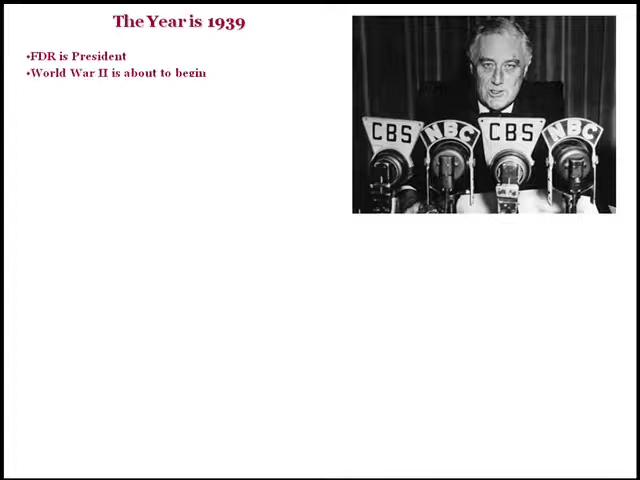 The Year is 1939
•FDR is President
•World War II is about to begin
CBS NBC CBS NBC